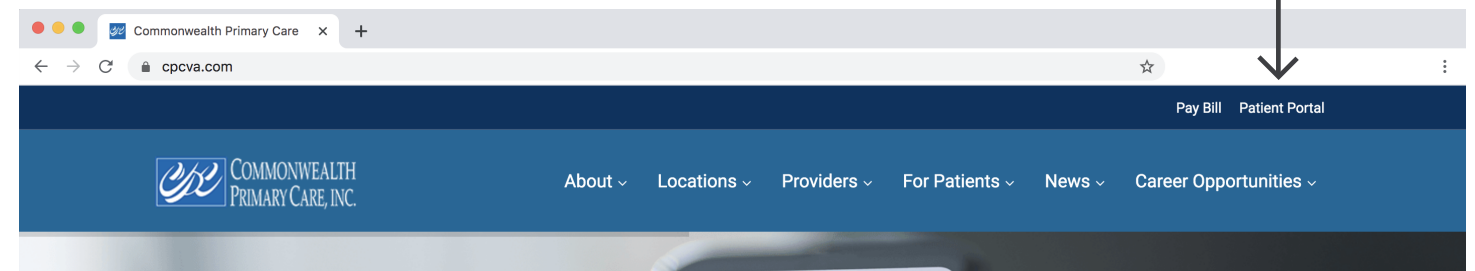 Commonwealth Primary Care
cpcva.com
Pay Bill Patient Portal
CPC COMMONWEALTH
PRIMARY CARE, INC.
About Locations Providers For Patients News Career Opportunities